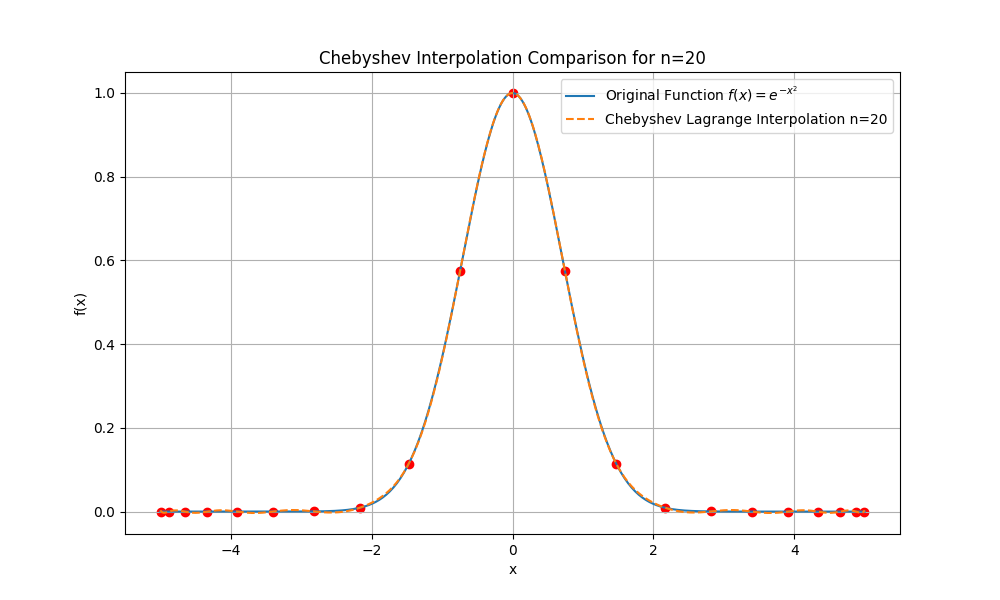 Chebyshev Interpolation Comparison for n=20
Original Function $f(x) = e^{-x^2}$
Chebyshev Lagrange Interpolation n=20
f(x)
1.0
0.8
0.6
0.4
0.2
0.0
−4
−2
0
2
4
x